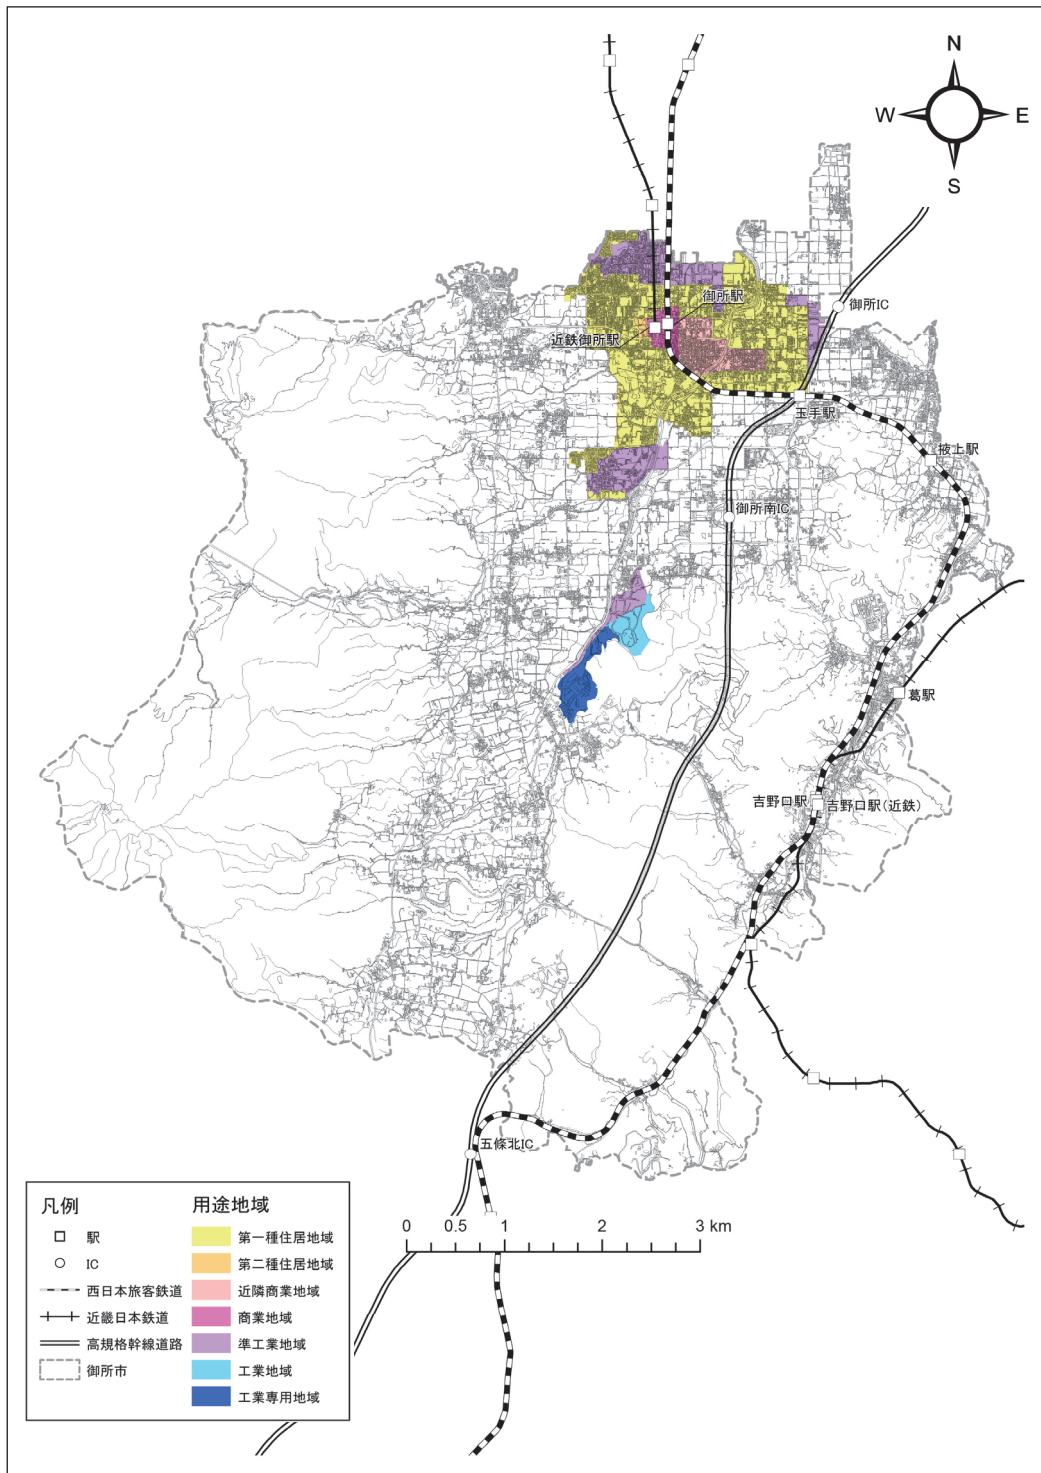 N
W
E
S
御所IC
御所駅
近鉄御所駅
玉手駅
掖上駅
御所南IC
葛駅
吉野口駅
吉野口駅(近鉄)
五條北IC
凡例
駅
IC
西日本旅客鉄道
近畿日本鉄道
高規格幹線道路
御所市
用途地域
第一種住居地域
第二種住居地域
近隣商業地域
商業地域
準工業地域
工業地域
工業専用地域
0 0.5 1 2 3 km